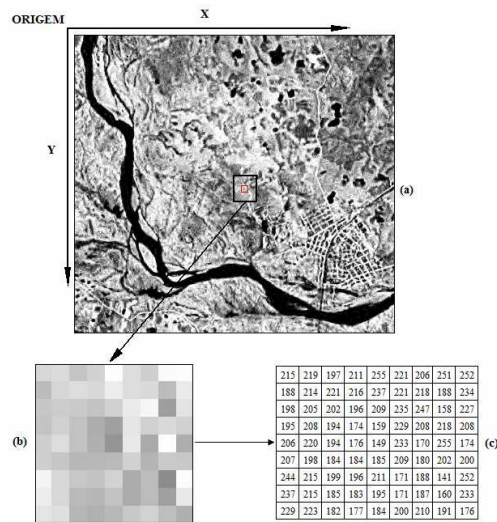 ORIGEM
X
Y
(a)
(b)
(c)
215 219 197 211 255 221 206 251 252
188 214 221 216 237 221 218 188 234
198 205 202 196 209 235 247 158 227
195 208 194 174 159 229 208 218 208
206 220 194 176 149 233 170 255 174
207 198 184 184 185 209 180 202 200
244 215 199 196 211 171 188 141 252
237 215 185 183 195 171 187 160 233
229 223 182 177 184 200 210 191 176